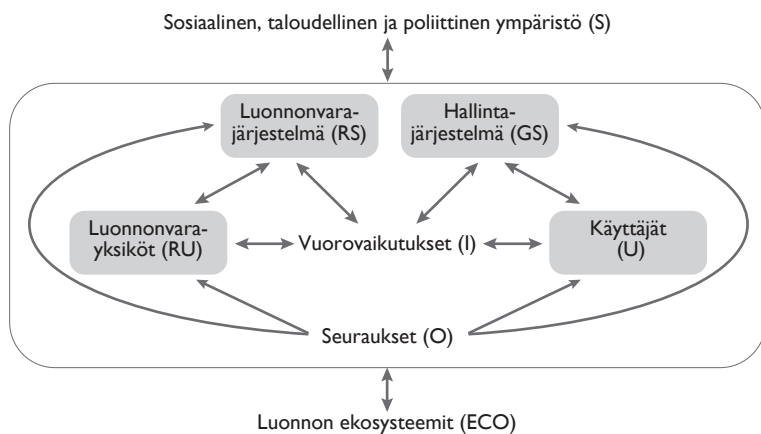 Sosiaalinen, taloudellinen ja poliittinen ympäristö (S)
Luonnonvara-
järjestelmä (RS)
Hallinta-
järjestelmä (GS)
Luonnonvara-
yksiköt (RU)
Vuorovaikutukset (I)
Käyttäjät
(U)
Seuraukset (O)
Luonnon ekosysteemit (ECO)